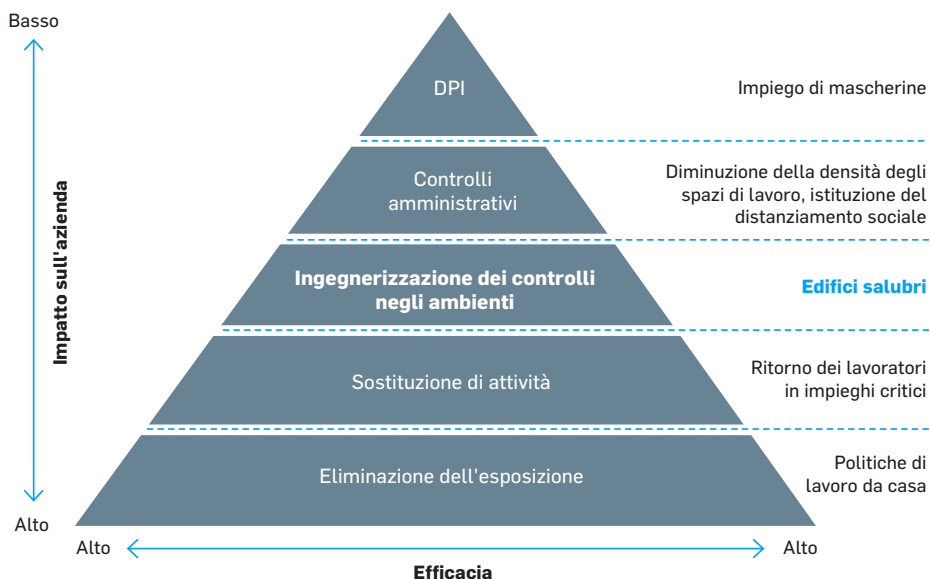 Basso
DPI
Impiego di mascherine
Controlli
amministrativi
Diminuzione della densità degli
spazi di lavoro, istituzione del
distanziamento sociale
Impatto sull'azienda
Ingegnerizzazione dei controlli
negli ambienti
Edifici salubri
Sostituzione di attività
Ritorno dei lavoratori
in impieghi critici
Eliminazione dell'esposizione
Politiche di
lavoro da casa
Alto
Alto
Alto
Efficacia